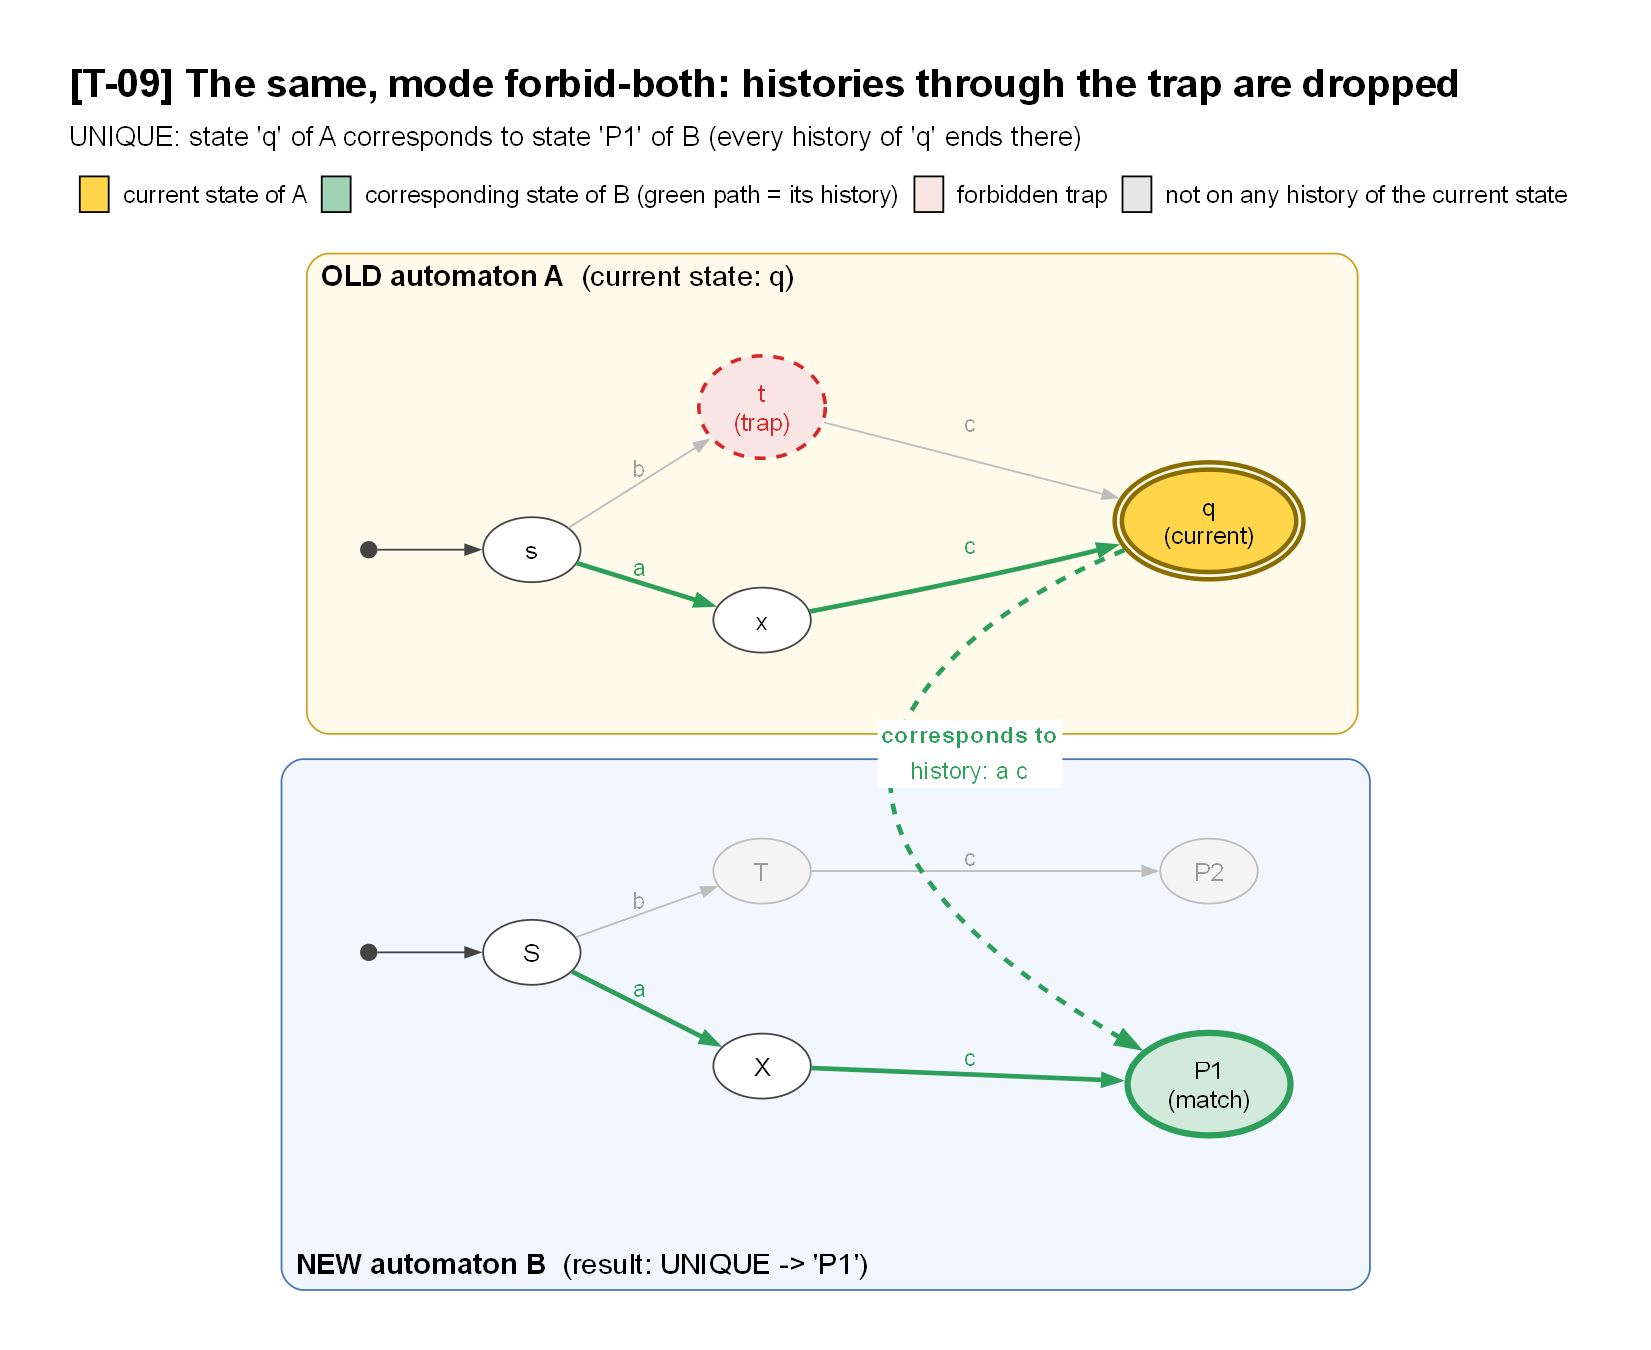 [T-09] The same, mode forbid-both: histories through the trap are dropped
UNIQUE: state 'q' of A corresponds to state 'P1' of B (every history of 'q' ends there)
current state of A
corresponding state of B (green path = its history)
forbidden trap
not on any history of the current state
OLD automaton A (current state: q)
t
(trap)
c
b
q
(current)
s
c
a
x
corresponds to
history: a c
c
T
P2
b
S
a
c
X
P1
(match)
NEW automaton B (result: UNIQUE -> 'P1')